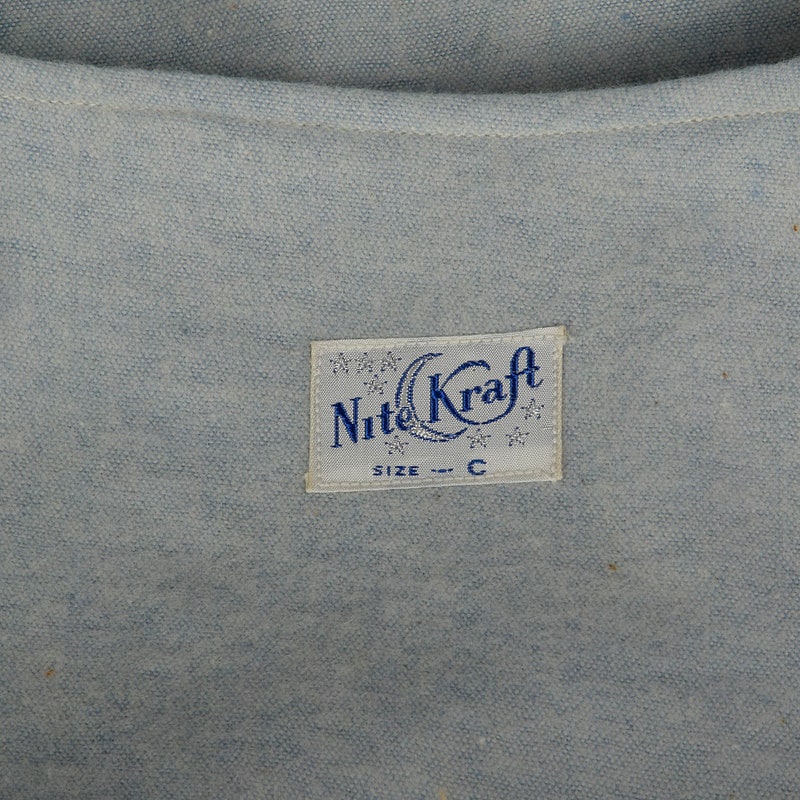 Nite Kraft
SIZE -- C